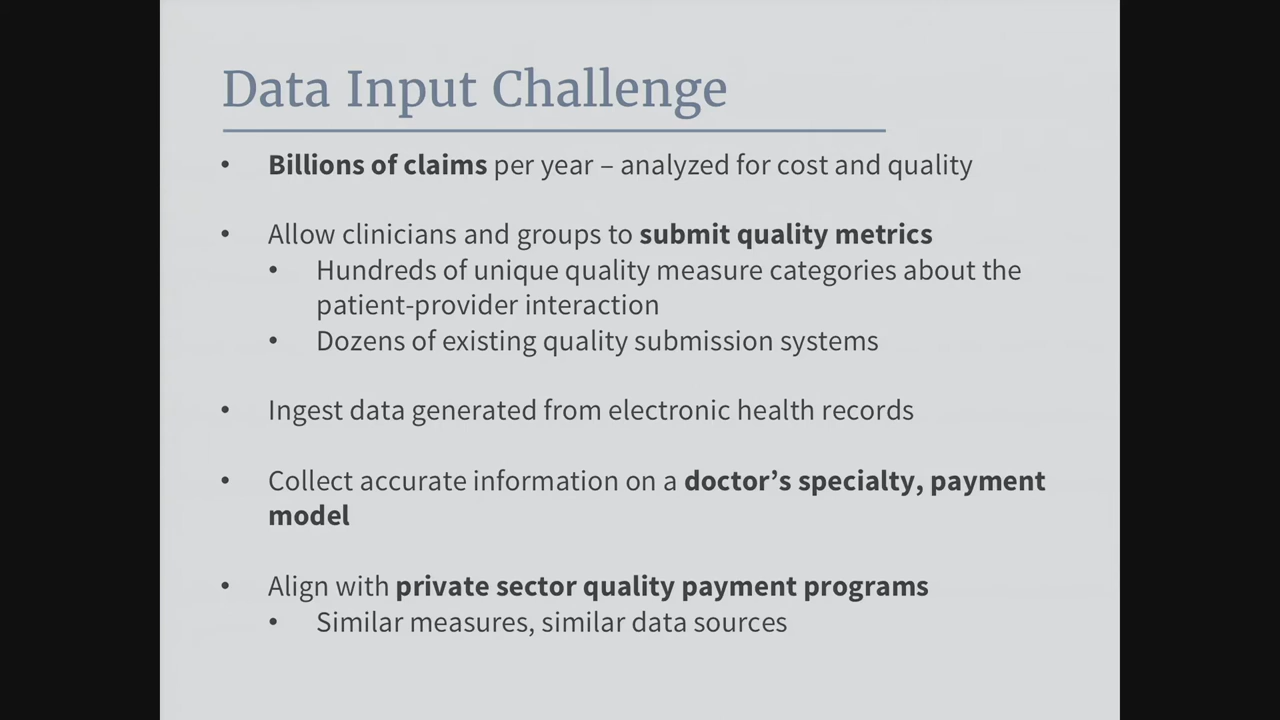 Data Input Challenge
• Billions of claims per year – analyzed for cost and quality
• Allow clinicians and groups to submit quality metrics
• Hundreds of unique quality measure categories about the
patient-provider interaction
• Dozens of existing quality submission systems
• Ingest data generated from electronic health records
• Collect accurate information on a doctor’s specialty, payment
model
• Align with private sector quality payment programs
• Similar measures, similar data sources